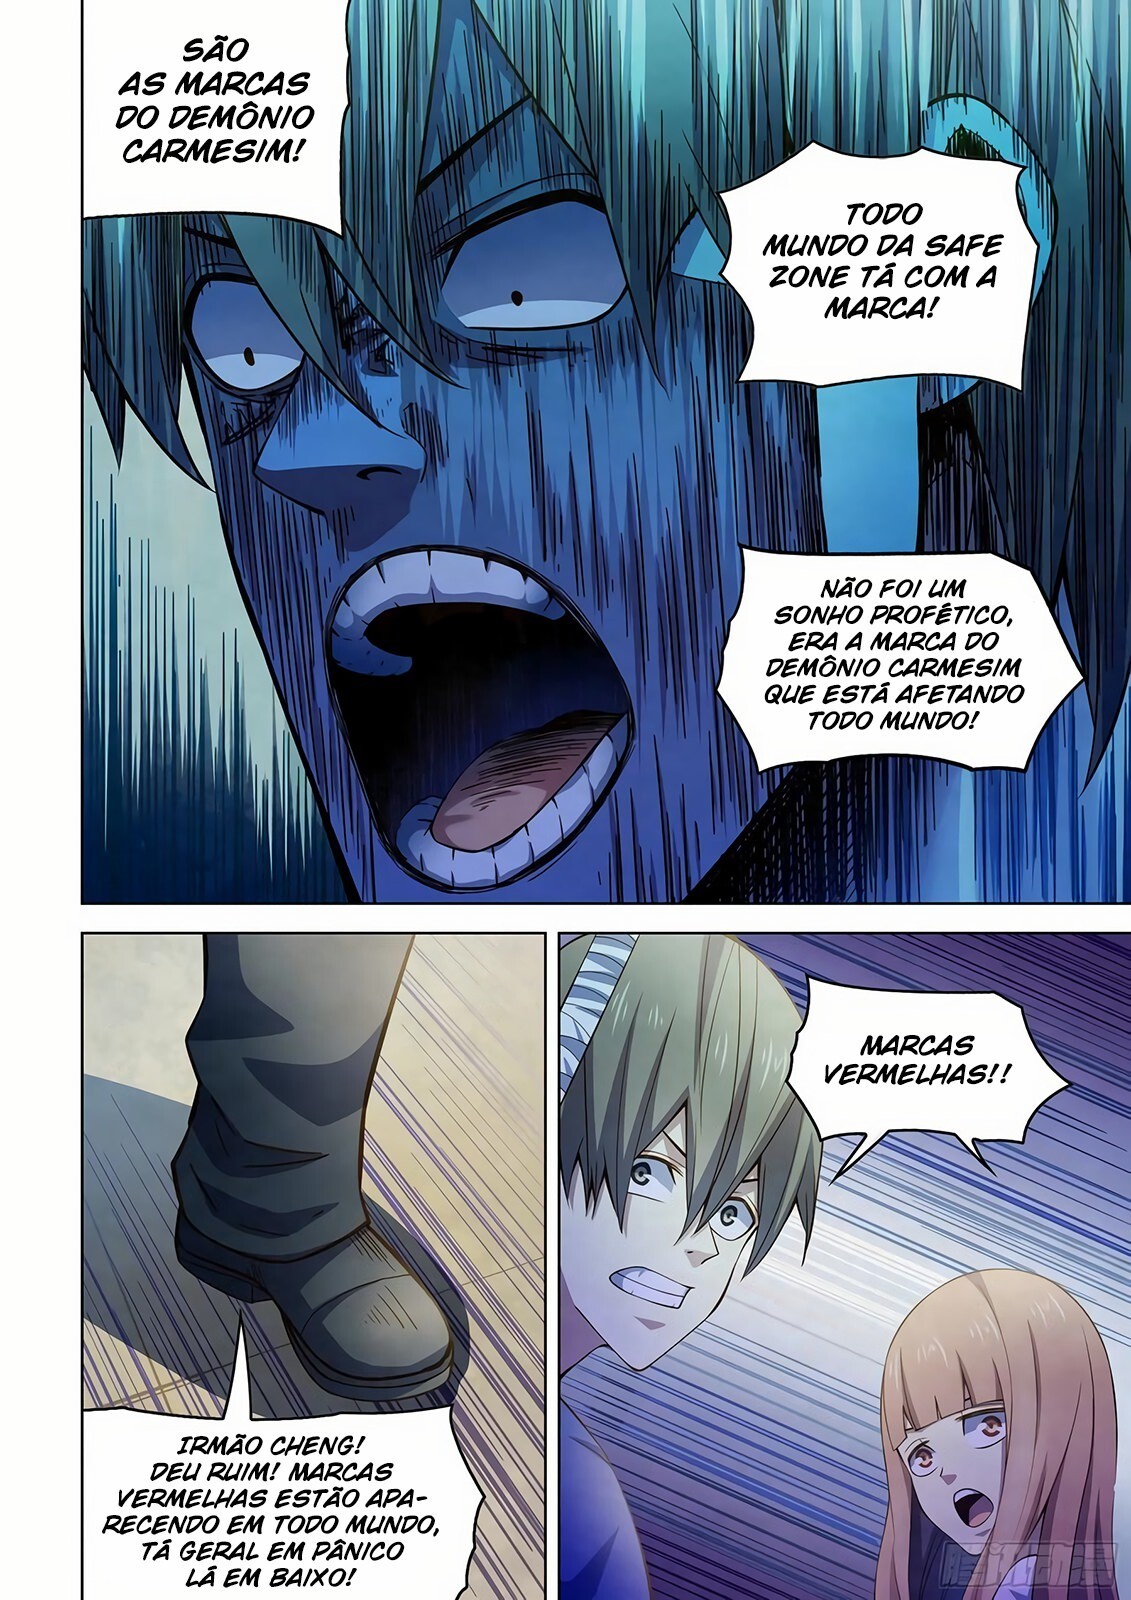 SÃO
AS MARCAS
DO DEMÔNIO
CARMESIM!
TODO
MUNDO DA SAFE
ZONE TÁ COM A
MARCA!
NÃO FOI UM
SONHO PROFÉTICO,
ERA A MARCA DO
DEMÔNIO CARMESIM
QUE ESTÁ AFETANDO
TODO MUNDO!
MARCAS
VERMELHAS!!
IRMÃO CHENG!
DEU RUIM! MARCAS
VERMELHAS ESTÃO APA-
RECENDO EM TODO MUNDO,
TÁ GERAL EM PÂNICO
LÁ EM BAIXO!